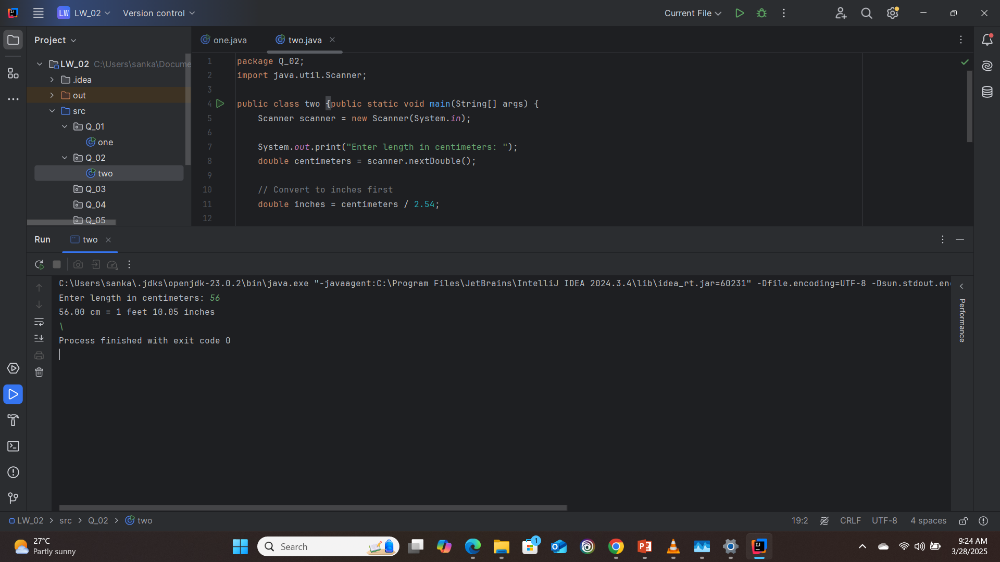 LW LW_02 Version control Current File
Project
one.java two.java
LW_02 C:\Users\sanka\Docume
.idea
out
src
Q_01
one
Q_02
two
Q_03
Q_04
Q_05
1 package Q_02;
2 import java.util.Scanner;
3
4 public class two {public static void main(String[] args) {
5 Scanner scanner = new Scanner(System.in);
6
7 System.out.print("Enter length in centimeters: ");
8 double centimeters = scanner.nextDouble();
9
10 // Convert to inches first
11 double inches = centimeters / 2.54;
12
Run two
C:\Users\sanka\.jdks\openjdk-23.0.2\bin\java.exe "-javaagent:C:\Program Files\JetBrains\IntelliJ IDEA 2024.3.4\lib\idea_rt.jar=60231" -Dfile.encoding=UTF-8 -Dsun.stdout.en
Enter length in centimeters: 56
56.00 cm = 1 feet 10.05 inches
\
Process finished with exit code 0
Performance
LW_02 > src > Q_02 > two 19:2 CRLF UTF-8 4 spaces
27°C
Partly sunny
Search
1
9:24 AM
3/28/2025